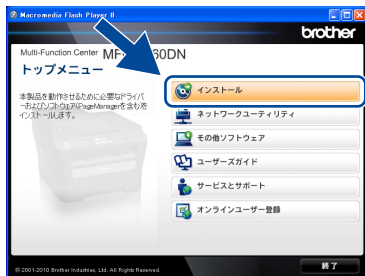 Macromedia Flash Player 8
brother
Multi-Function Center MF 60DN
トップメニュー
本製品を動作させるために必要なドライバ
ーおよびソフトウェア(PageManagerを含む)を
インストールします。
インストール
ネットワークユーティリティ
その他ソフトウェア
ユーザーズガイド
サービスとサポート
オンラインユーザー登録
© 2001-2010 Brother Industries, Ltd. All Rights Reserved.
終了